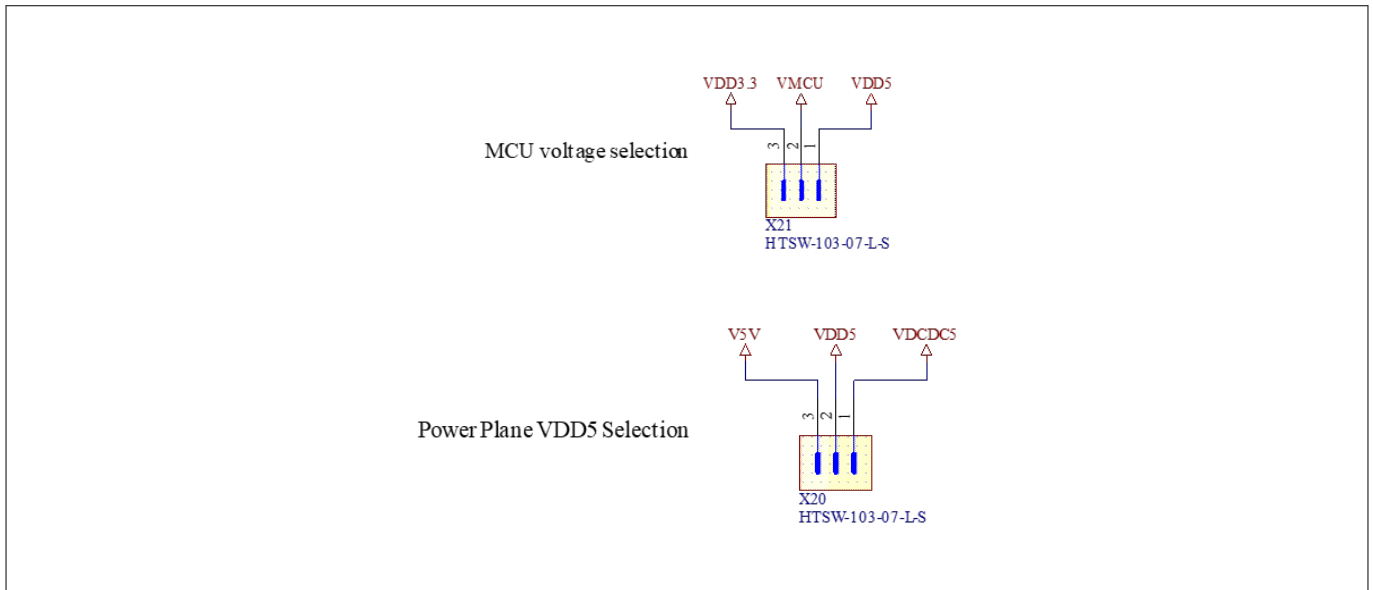 VDD3.3 VMCU VDD5
MCU voltage selection
3 2 1
X21
HTSW-103-07-L-S
V5V VDD5 VDCDC5
3 2 1
Power Plane VDD5 Selection
X20
HTSW-103-07-L-S